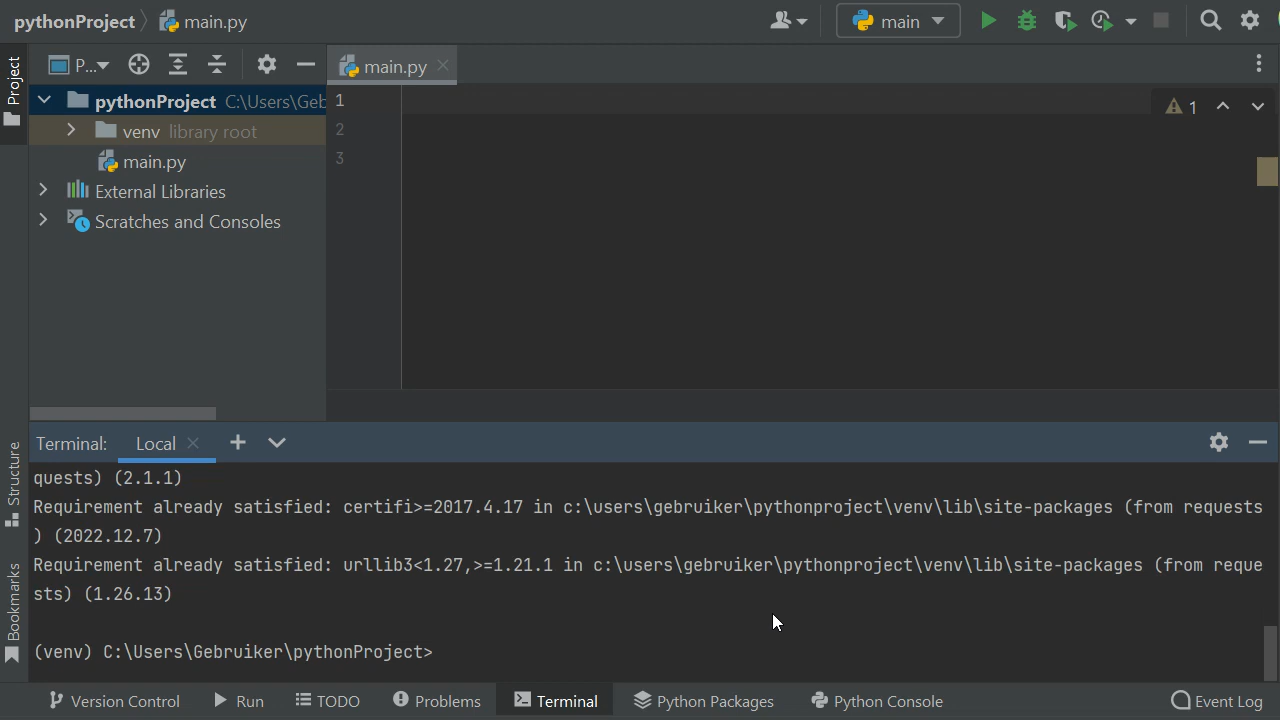 pythonProject main.py
main
Project
P...
main.py
pythonProject C:\Users\Geb
venv library root
main.py
External Libraries
Scratches and Consoles
1
2
3
1
Structure
Bookmarks
Terminal: Local
quests) (2.1.1)
Requirement already satisfied: certifi>=2017.4.17 in c:\users\gebruiker\pythonproject\venv\lib\site-packages (from requests
) (2022.12.7)
Requirement already satisfied: urllib3<1.27,>=1.21.1 in c:\users\gebruiker\pythonproject\venv\lib\site-packages (from reque
sts) (1.26.13)
(venv) C:\Users\Gebruiker\pythonProject>
Version Control Run TODO Problems Terminal Python Packages Python Console Event Log